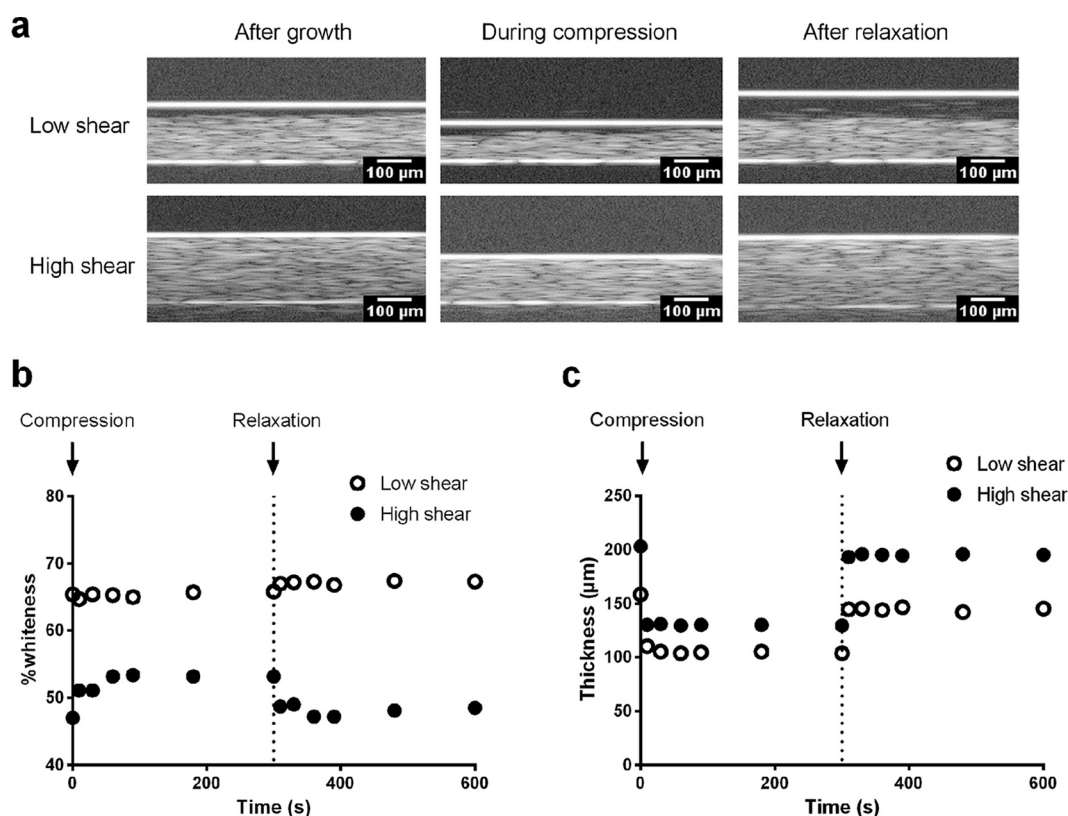 a
After growth During compression After relaxation
Low shear
100 µm 100 µm 100 µm
High shear
100 µm 100 µm 100 µm
b
Compression Relaxation
Low shear
High shear
80
70
60
50
40
%whiteness
0 200 400 600
Time (s)
c
Compression Relaxation
Low shear
High shear
250
200
150
100
50
0
Thickness (µm)
0 200 400 600
Time (s)